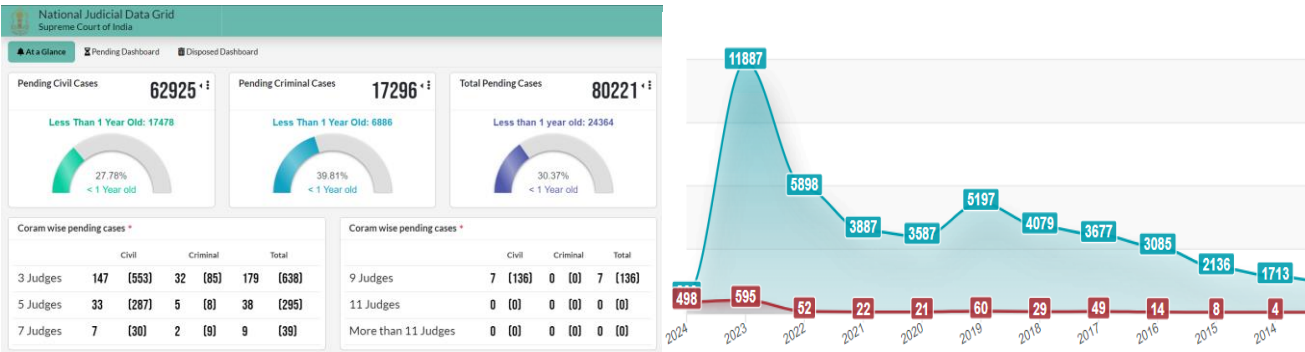 National Judicial Data Grid
Supreme Court of India
At a Glance Pending Dashboard Disposed Dashboard
Pending Civil Cases 62925
Less Than 1 Year Old: 17478
27.78%
< 1 Year old
Pending Criminal Cases 17296
Less Than 1 Year Old: 6886
39.81%
< 1 Year old
Total Pending Cases 80221
Less than 1 year old: 24364
30.37%
< 1 Year old
Coram wise pending cases *
Civil Criminal Total
3 Judges 147 (553) 32 (85) 179 (638)
5 Judges 33 (287) 5 (8) 38 (295)
7 Judges 7 (30) 2 (9) 9 (39)
Coram wise pending cases *
Civil Criminal Total
9 Judges 7 (136) 0 (0) 7 (136)
11 Judges 0 (0) 0 (0) 0 (0)
More than 11 Judges 0 (0) 0 (0) 0 (0)
11887
5898
3887
3587
5197
4079
3677
3085
2136
1713
498 595 52 22 21 60 29 49 14 8 4
2024 2023 2022 2021 2020 2019 2018 2017 2016 2015 2014